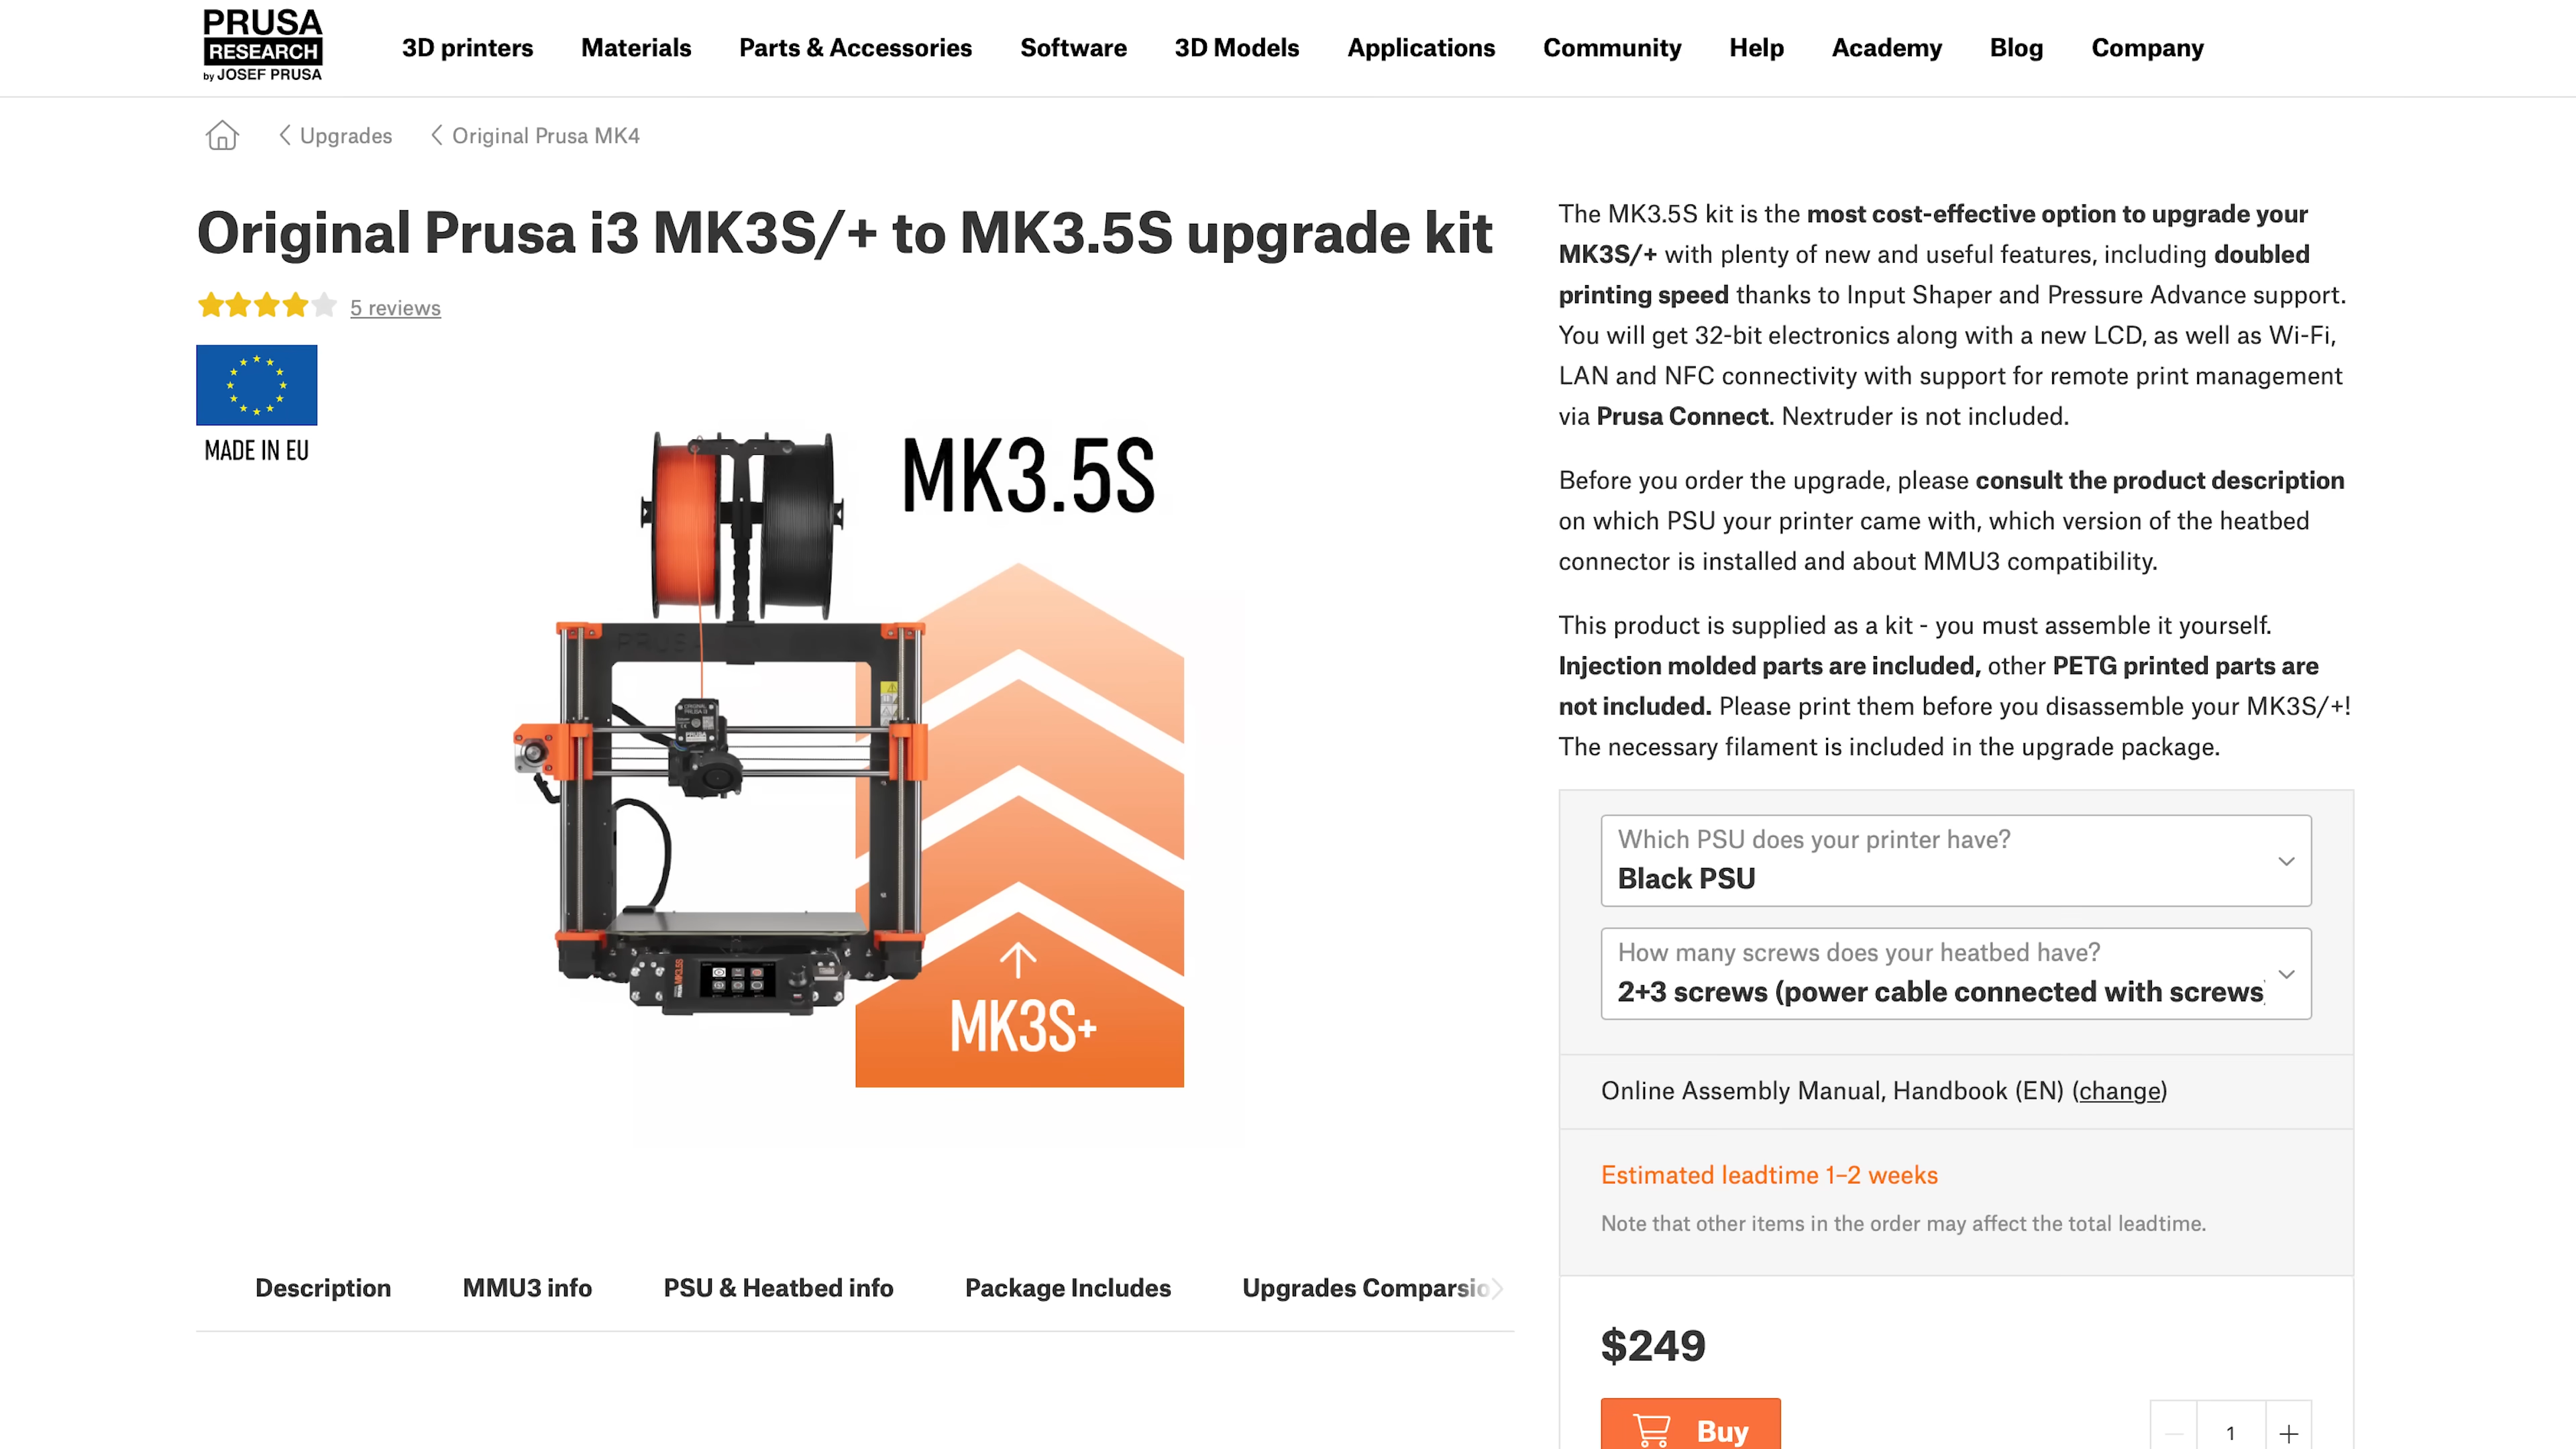 PRUSA
RESEARCH
by JOSEF PRUSA
3D printers
Materials
Parts & Accessories
Software
3D Models
Applications
Community
Help
Academy
Blog
Company
Upgrades
Original Prusa MK4
Original Prusa i3 MK3S/+ to MK3.5S upgrade kit
5 reviews
MADE IN EU
MK3.5S
PRUSA
MK3S+
Description
MMU3 info
PSU & Heatbed info
Package Includes
Upgrades Comparsio
The MK3.5S kit is the most cost-effective option to upgrade your
MK3S/+ with plenty of new and useful features, including doubled
printing speed thanks to Input Shaper and Pressure Advance support.
You will get 32-bit electronics along with a new LCD, as well as Wi-Fi,
LAN and NFC connectivity with support for remote print management
via Prusa Connect. Nextruder is not included.
Before you order the upgrade, please consult the product description
on which PSU your printer came with, which version of the heatbed
connector is installed and about MMU3 compatibility.
This product is supplied as a kit - you must assemble it yourself.
Injection molded parts are included, other PETG printed parts are
not included. Please print them before you disassemble your MK3S/+!
The necessary filament is included in the upgrade package.
Which PSU does your printer have?
Black PSU
How many screws does your heatbed have?
2+3 screws (power cable connected with screws
Online Assembly Manual, Handbook (EN) (change)
Estimated leadtime 1–2 weeks
Note that other items in the order may affect the total leadtime.
$249
Buy
1